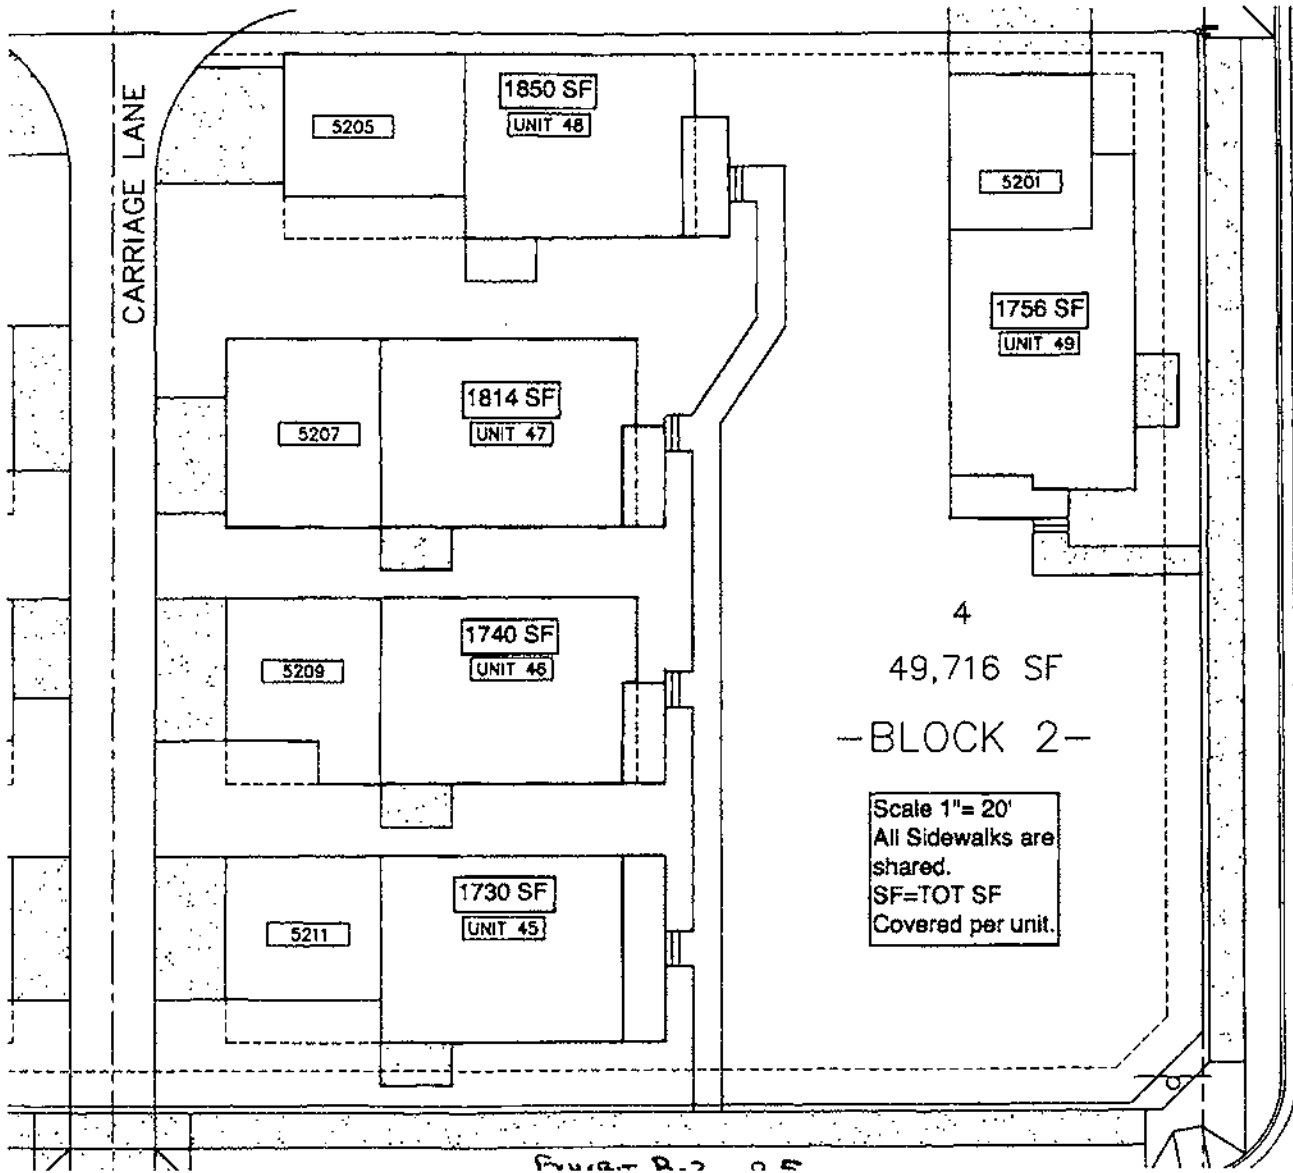 CARRIAGE LANE
1850 SF
UNIT 48
5205
5201
1756 SF
UNIT 49
1814 SF
UNIT 47
5207
1740 SF
UNIT 46
5209
4
49,716 SF
-BLOCK 2-
Scale 1"= 20'
All Sidewalks are
shared.
SF=TOT SF
Covered per unit.
1730 SF
UNIT 45
5211